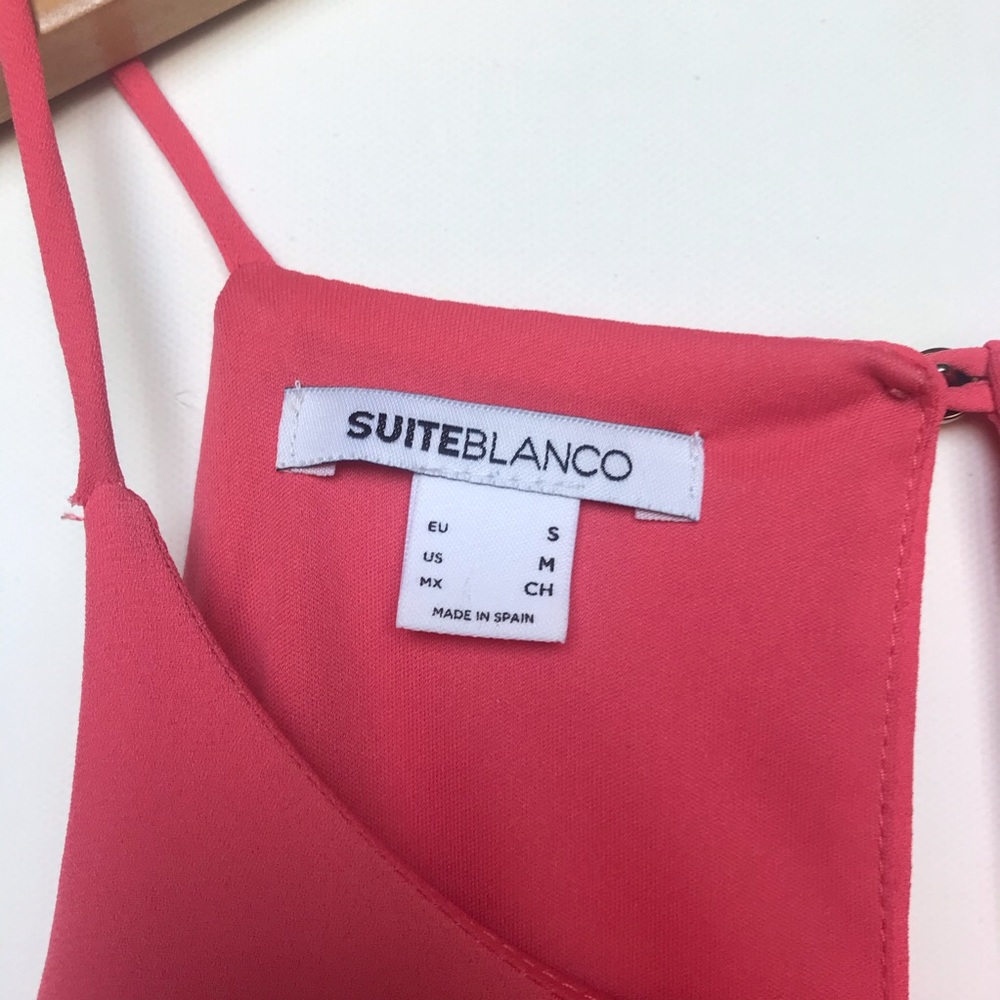 SUITEBLANCO
EU S
US M
MX CH
MADE IN SPAIN